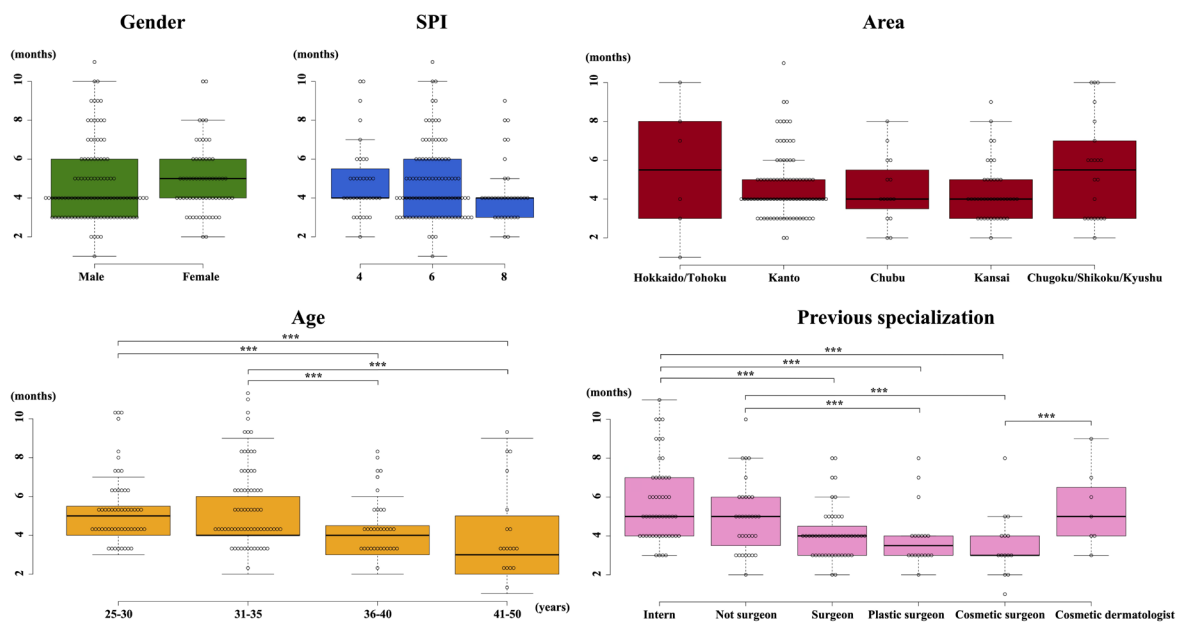 Gender
SPI
Area
(months)
(months)
(months)
10
8
6
4
2
10
8
6
4
2
10
8
6
4
2
Male
Female
4
6
8
Hokkaido/Tohoku
Kanto
Chubu
Kansai
Chugoku/Shikoku/Kyushu
Age
Previous specialization
***
***
***
***
***
***
***
***
***
***
(months)
(months)
10
8
6
4
2
10
8
6
4
2
25-30
31-35
36-40
41-50
(years)
Intern
Not surgeon
Surgeon
Plastic surgeon
Cosmetic surgeon
Cosmetic dermatologist